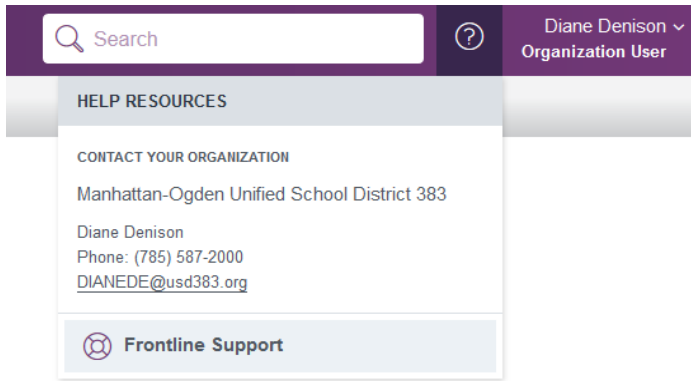 Search
?
Diane Denison
Organization User
HELP RESOURCES
CONTACT YOUR ORGANIZATION
Manhattan-Ogden Unified School District 383
Diane Denison
Phone: (785) 587-2000
DIANEDE@usd383.org
Frontline Support